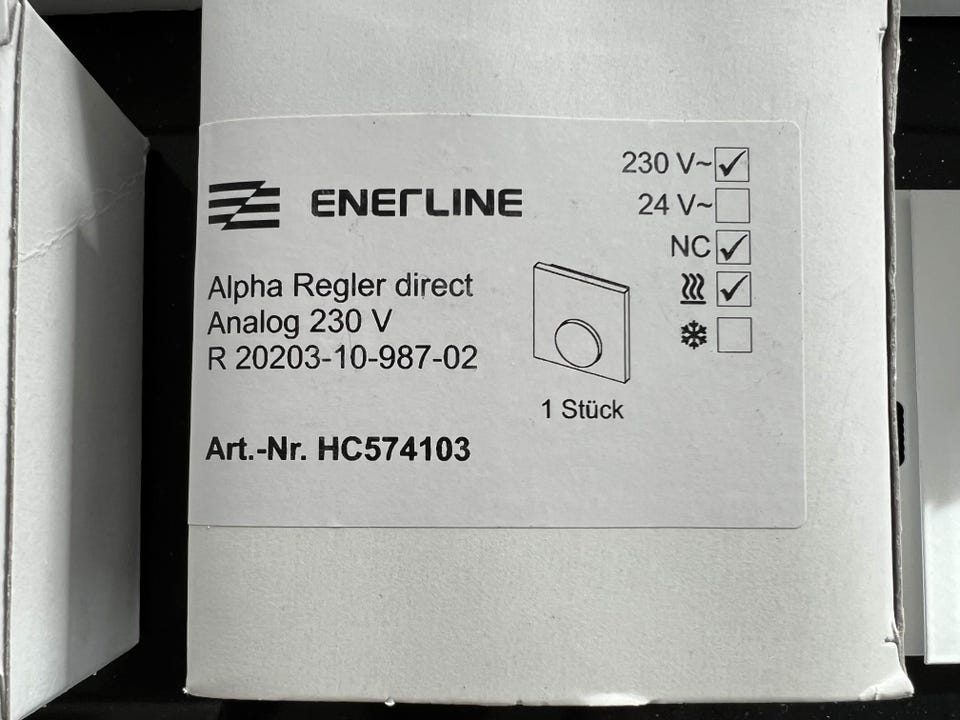 ENERLINE
Alpha Regler direct
Analog 230 V
R 20203-10-987-02
Art.-Nr. HC574103
230 V~
24 V~
NC
1 Stück